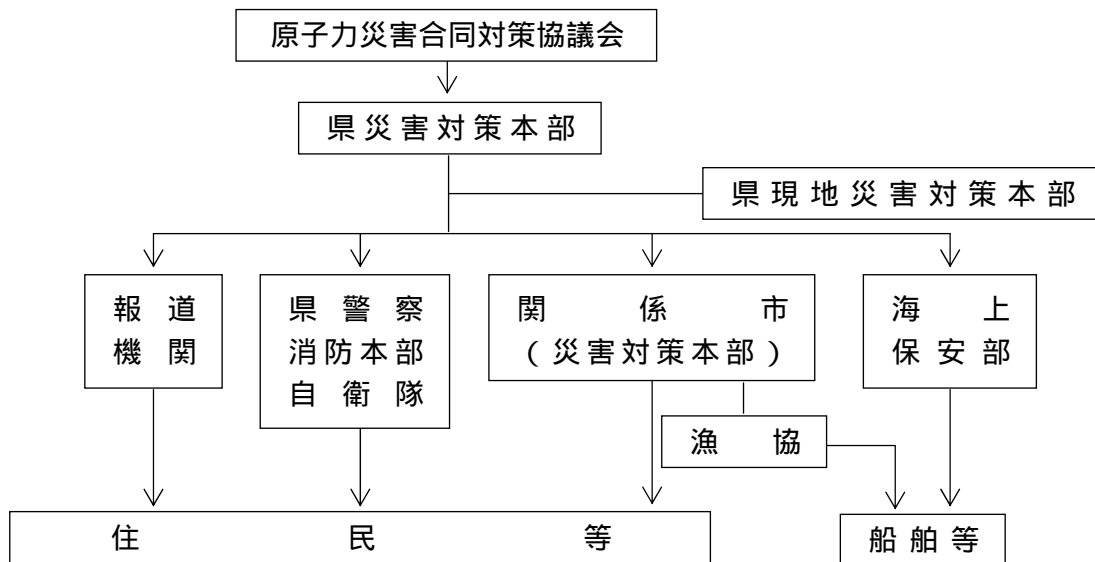 原子力災害合同対策協議会
県災害対策本部
県現地災害対策本部
報道
機関
県警察
消防本部
自衛隊
関係市
（災害対策本部）
海上
保安部
漁協
住民等
船舶等